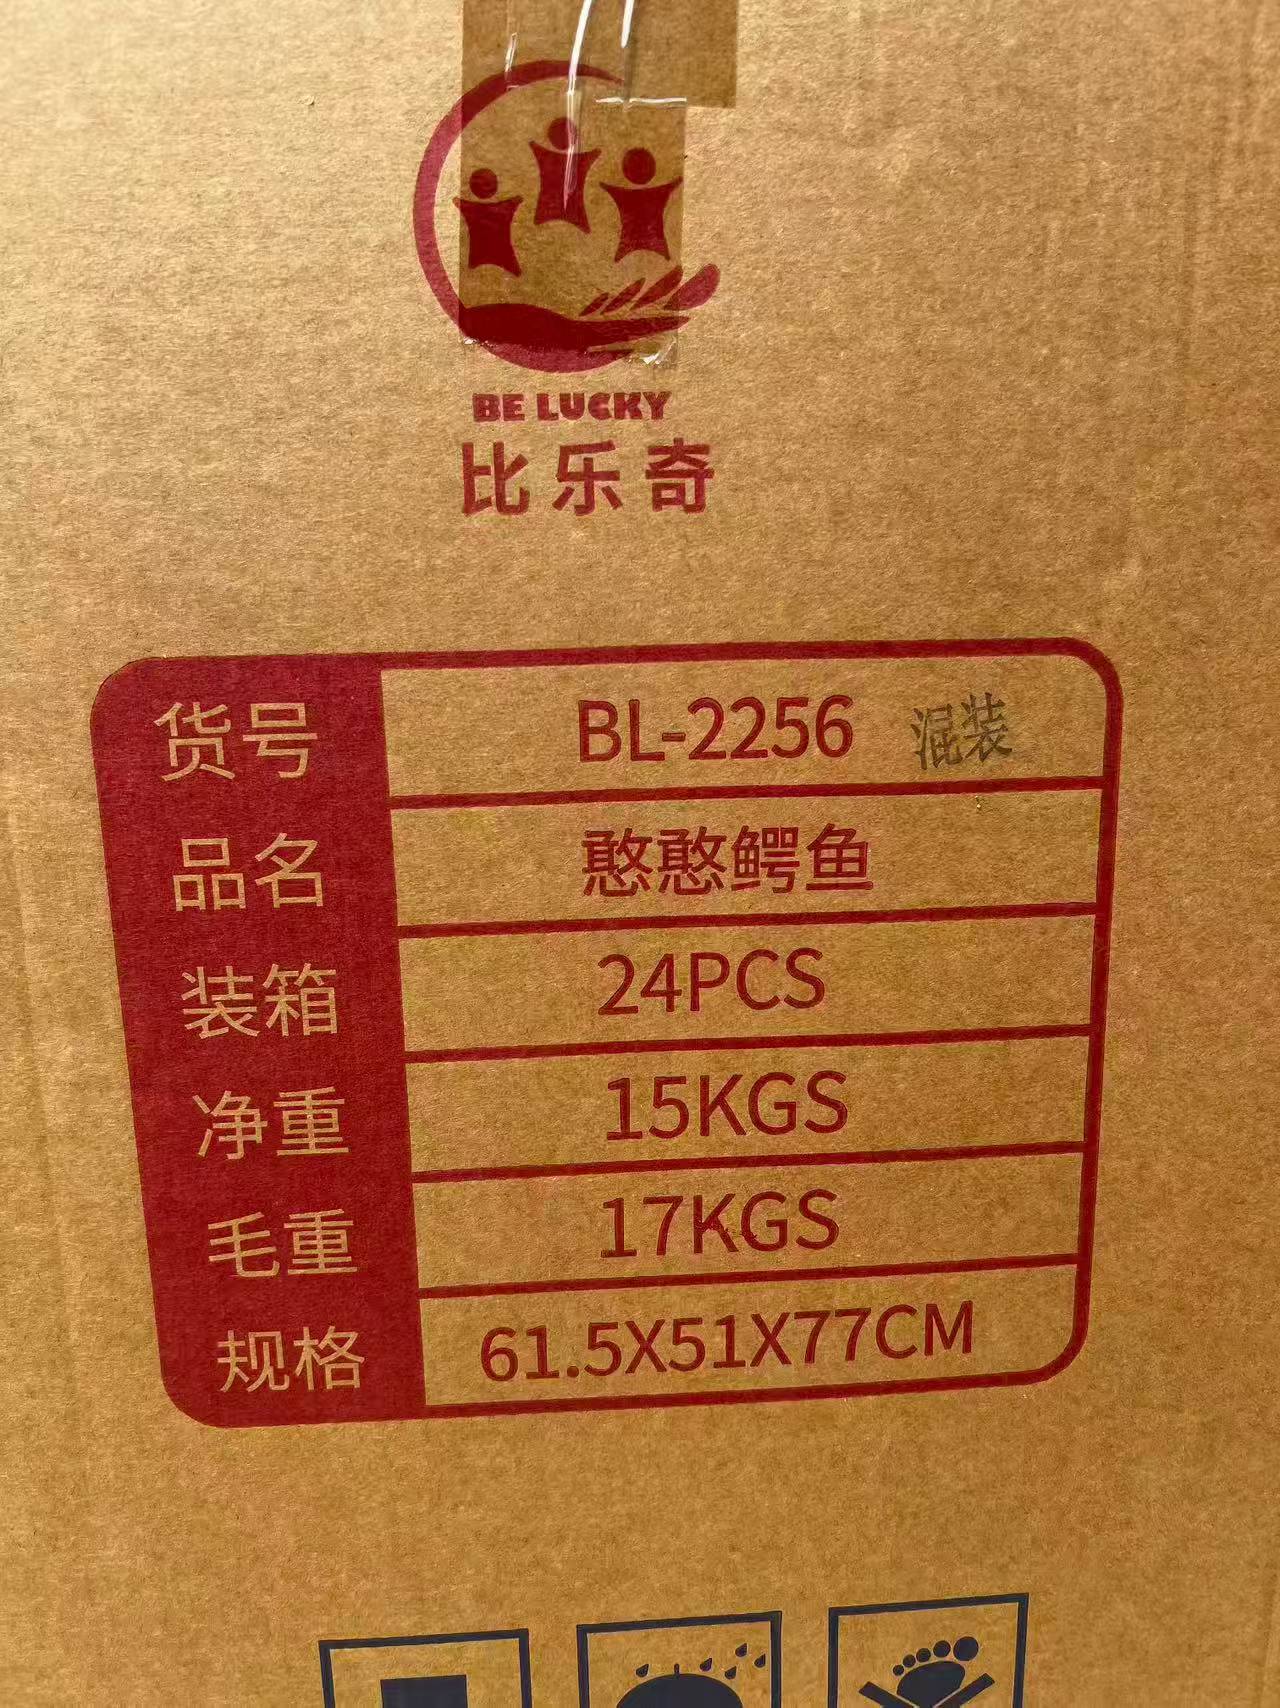 BE LUCKY
比乐奇
货号 BL-2256 混装
品名 憨憨鳄鱼
装箱 24PCS
净重 15KGS
毛重 17KGS
规格 61.5X51X77CM